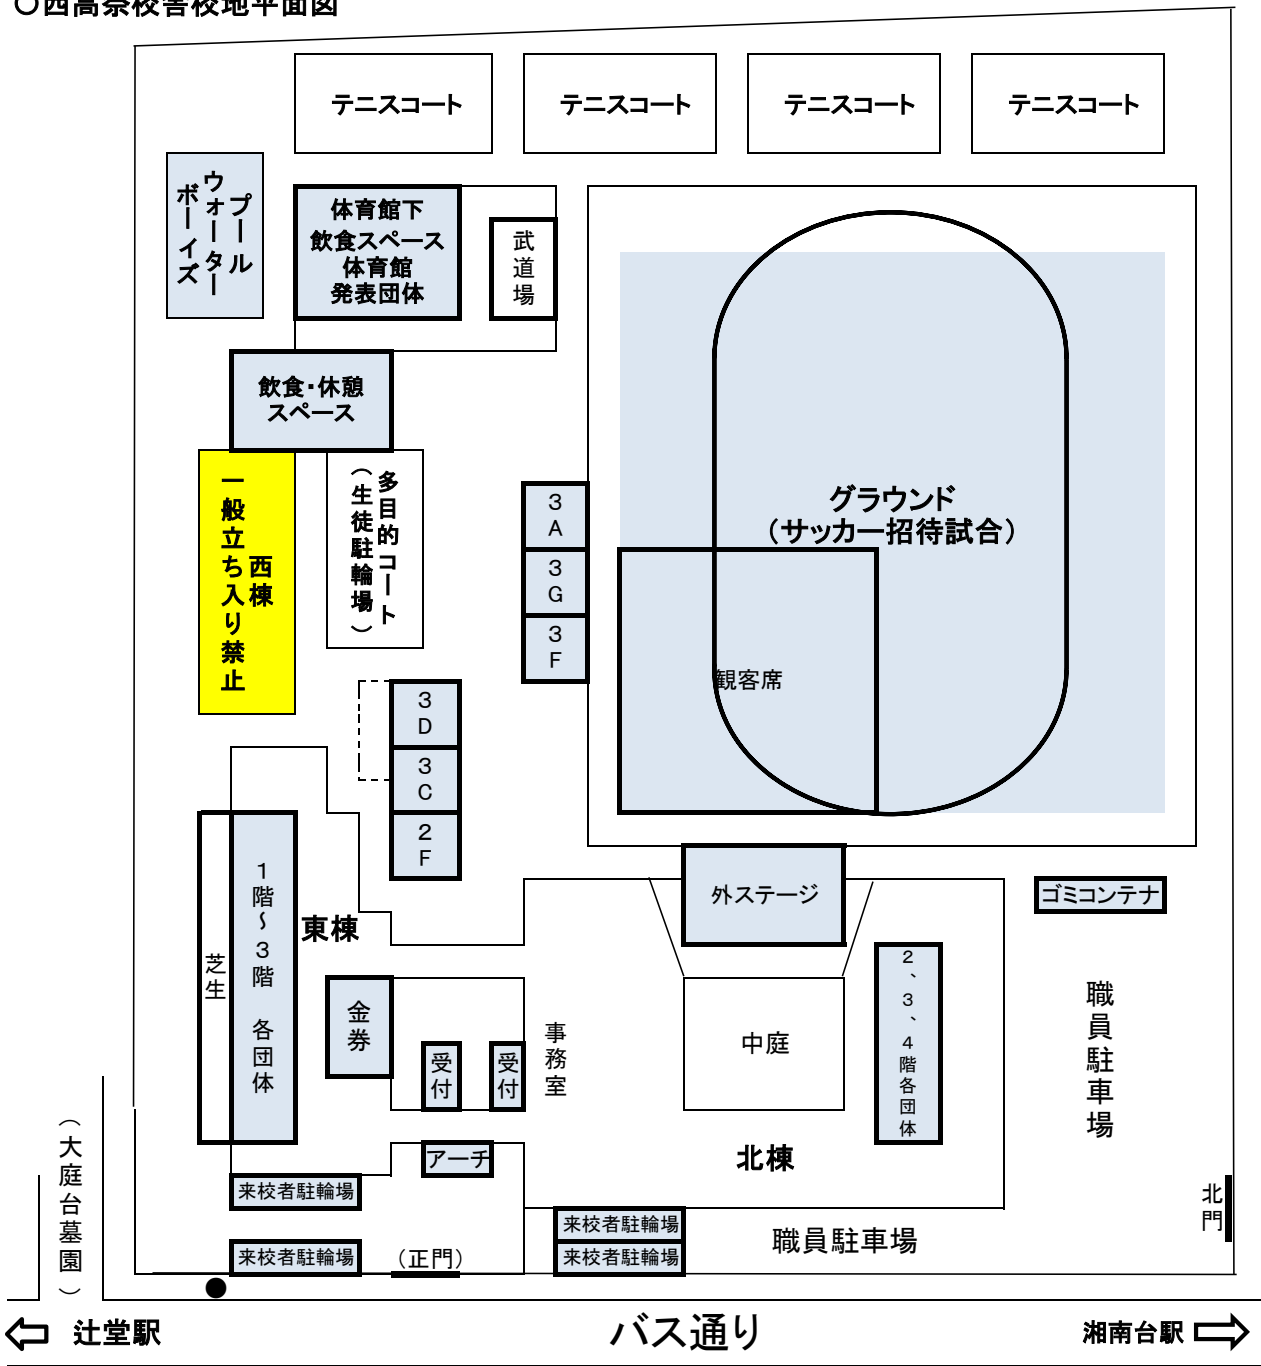 〇西高祭校舎校地平面図
テニスコート
テニスコート
テニスコート
テニスコート
プール
ウォーター
ボーイズ
体育館下
飲食スペース
体育館
発表団体
武道場
飲食・休憩
スペース
西棟
一般立ち入り禁止
多目的コート
（生徒駐輪場）
3A
3G
3F
グラウンド
（サッカー招待試合）
観客席
3D
3C
2F
外ステージ
ゴミコンテナ
芝生
1階～3階 各団体
東棟
金券
受付
受付
事務室
中庭
2、3、4階各団体
職員駐車場
アーチ
北棟
来校者駐輪場
来校者駐輪場
（正門）
来校者駐輪場
来校者駐輪場
職員駐車場
北門
（大庭台墓園）
辻堂駅
バス通り
湘南台駅